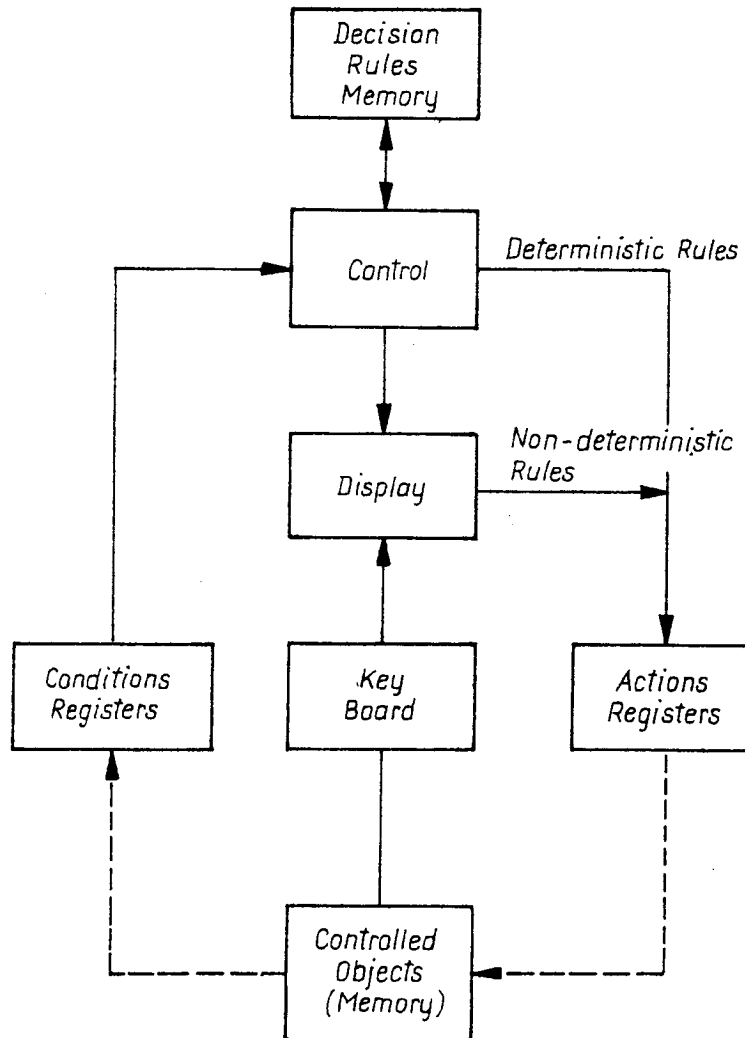 Decision
Rules
Memory
Control
Deterministic Rules
Display
Non-deterministic
Rules
Conditions
Registers
Key
Board
Actions
Registers
Controlled
Objects
(Memory)